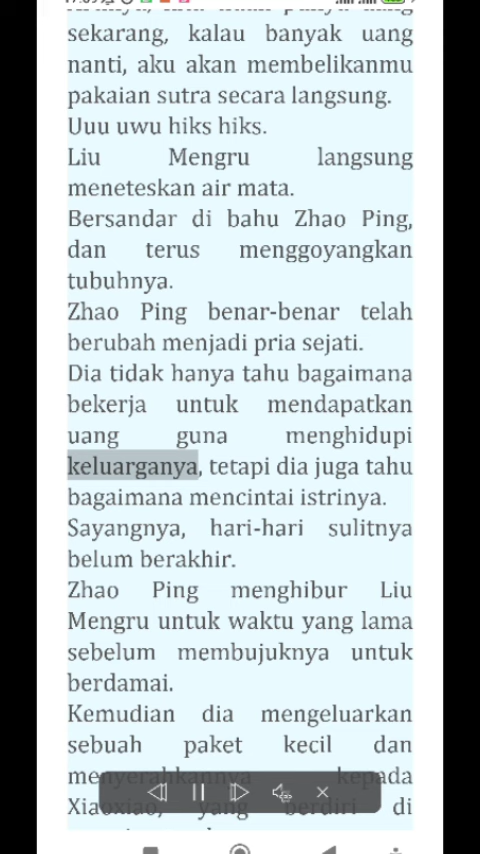 sekarang, kalau banyak uang
nanti, aku akan membelikanmu
pakaian sutra secara langsung.
Uuu uwu hiks hiks.
Liu Mengru langsung
meneteskan air mata.
Bersandar di bahu Zhao Ping,
dan terus menggoyangkan
tubuhnya.
Zhao Ping benar-benar telah
berubah menjadi pria sejati.
Dia tidak hanya tahu bagaimana
bekerja untuk mendapatkan
uang guna menghidupi
keluarganya, tetapi dia juga tahu
bagaimana mencintai istrinya.
Sayangnya, hari-hari sulitnya
belum berakhir.
Zhao Ping menghibur Liu
Mengru untuk waktu yang lama
sebelum membujuknya untuk
berdamai.
Kemudian dia mengeluarkan
sebuah paket kecil dan
menyerahkannya kepada
Xiaoxiao, yang berdiri di